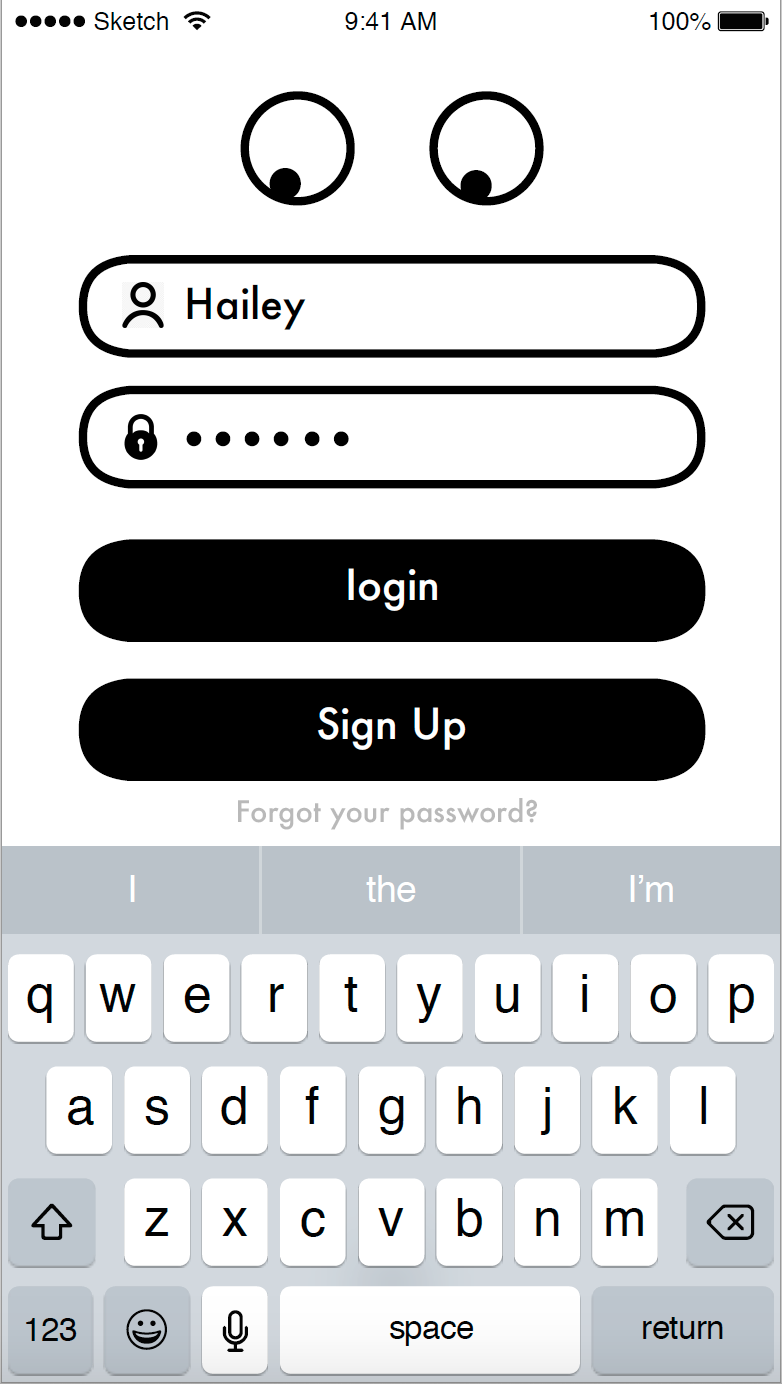 ●●●●● Sketch 9:41 AM 100%
Hailey
••••••
login
Sign Up
Forgot your password?
I the I’m
q w e r t y u i o p
a s d f g h j k l
z x c v b n m
123 space return